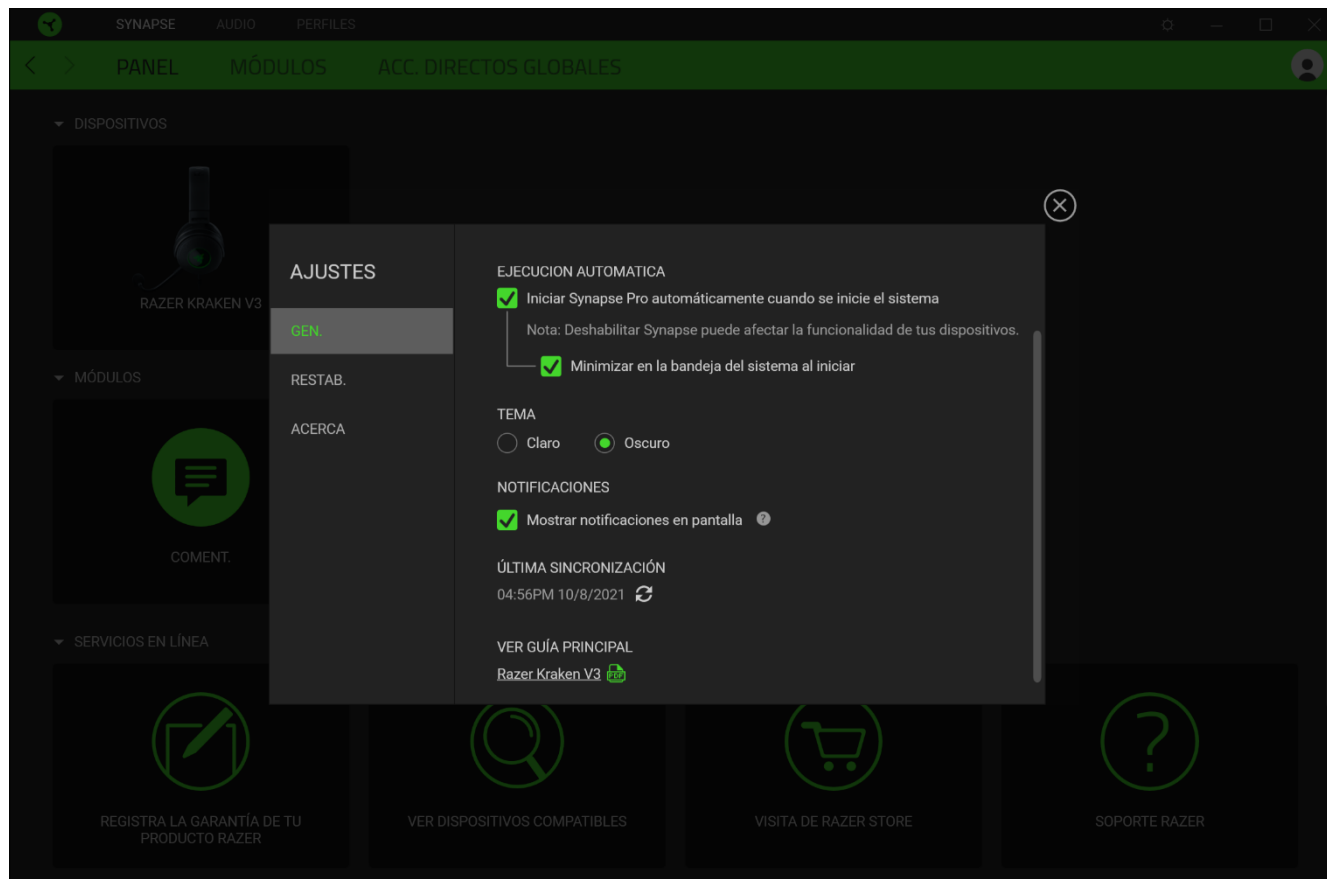 SYNAPSE AUDIO PERFILES
PANEL MÓDULOS ACC. DIRECTOS GLOBALES
DISPOSITIVOS
RAZER KRAKEN V3
MÓDULOS
COMENT.
SERVICIOS EN LÍNEA
REGISTRA LA GARANTÍA DE TU
PRODUCTO RAZER
VER DISPOSITIVOS COMPATIBLES
VISITA DE RAZER STORE
SOPORTE RAZER
AJUSTES
GEN.
RESTAB.
ACERCA
EJECUCION AUTOMATICA
Iniciar Synapse Pro automáticamente cuando se inicie el sistema
Nota: Deshabilitar Synapse puede afectar la funcionalidad de tus dispositivos.
Minimizar en la bandeja del sistema al iniciar
TEMA
Claro Oscuro
NOTIFICACIONES
Mostrar notificaciones en pantalla ?
ÚLTIMA SINCRONIZACIÓN
04:56PM 10/8/2021
VER GUÍA PRINCIPAL
Razer Kraken V3 PDF